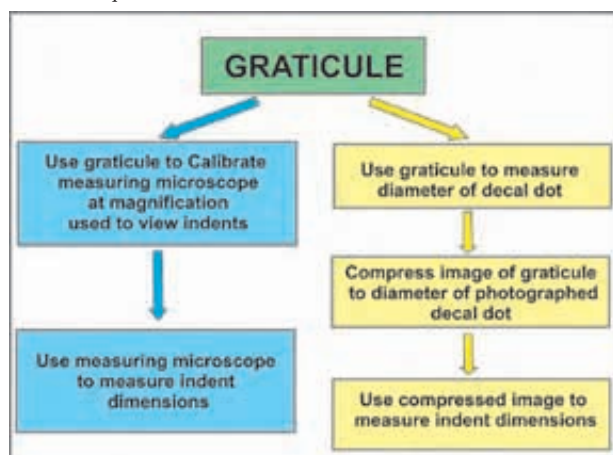 GRATICULE
Use graticule to Calibrate
measuring microscope
at magnification
used to view indents
Use measuring microscope
to measure indent
dimensions
Use graticule to measure
diameter of decal dot
Compress image of graticule
to diameter of photographed
decal dot
Use compressed image to
measure indent dimensions